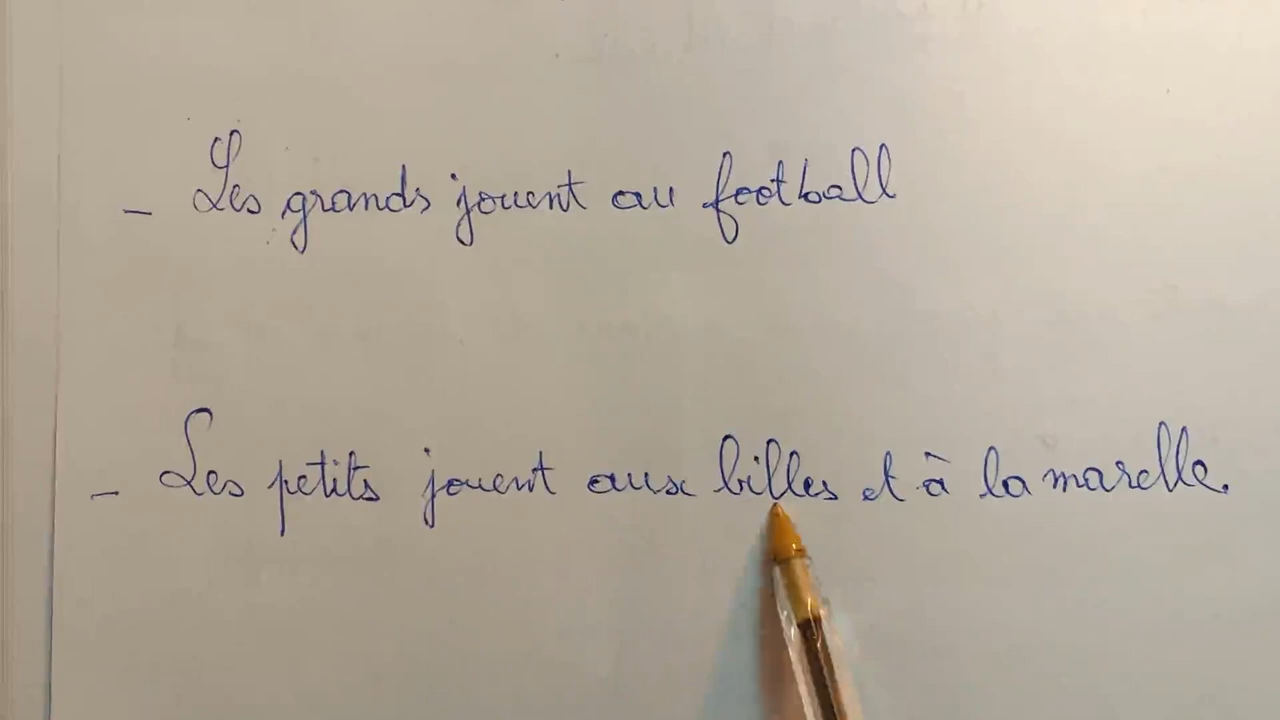 - Les grands jouent au football
- Les petits jouent aux billes et à la marelle.